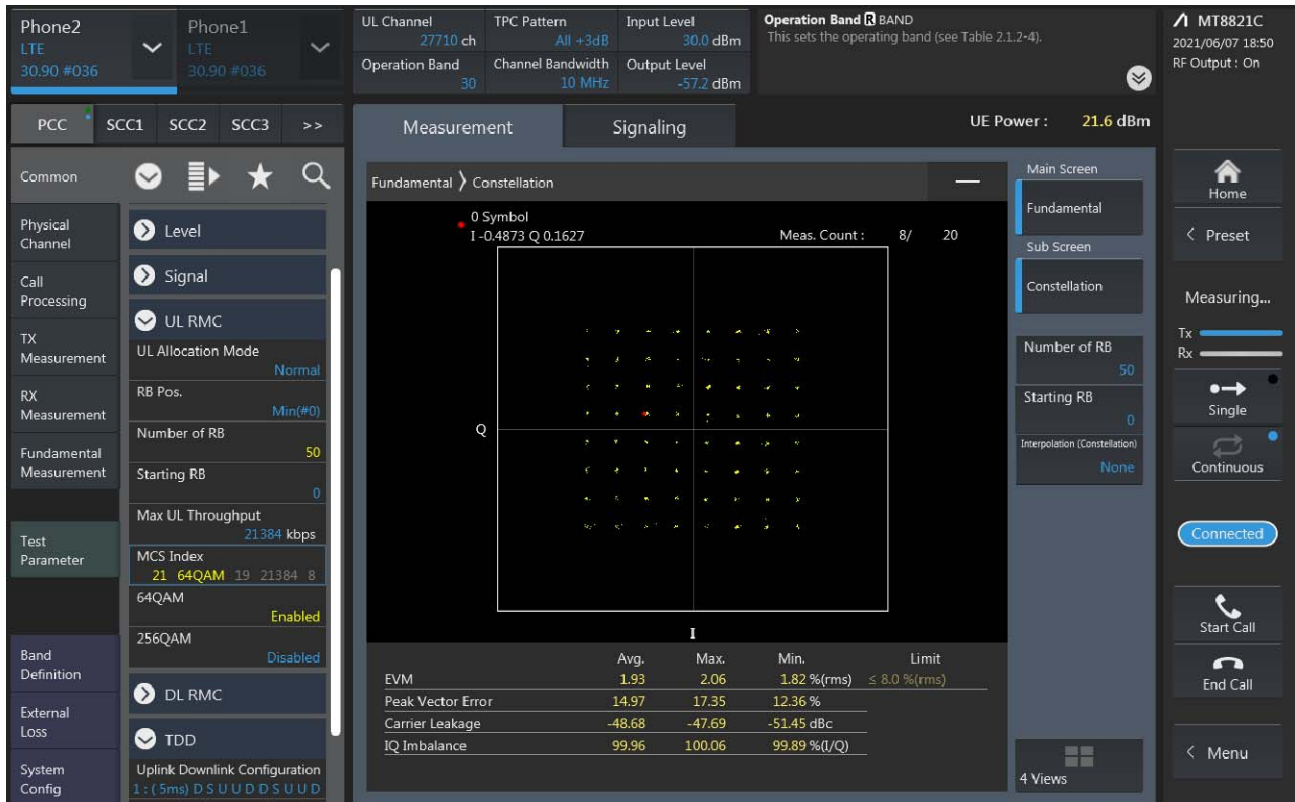 Phone2
LTE
30.90 #036
Phone1
LTE
30.90 #036
UL Channel
27710 ch
TPC Pattern
All +3dB
Input Level
30.0 dBm
Operation Band
30
Channel Bandwidth
10 MHz
Output Level
-57.2 dBm
Operation Band R BAND
This sets the operating band (see Table 2.1.2-4).
MT8821C
2021/06/07 18:50
RF Output : On
PCC SCC1 SCC2 SCC3 >>
Measurement Signaling
UE Power : 21.6 dBm
Common
Physical
Channel
Call
Processing
TX
Measurement
RX
Measurement
Fundamental
Measurement
Test
Parameter
Band
Definition
External
Loss
System
Config
Level
Signal
UL RMC
UL Allocation Mode
Normal
RB Pos.
Min(#0)
Number of RB
50
Starting RB
0
Max UL Throughput
21384 kbps
MCS Index
21 64QAM 19 21384 8
64QAM
Enabled
256QAM
Disabled
DL RMC
TDD
Uplink Downlink Configuration
1 : ( 5ms) D S U U D D S U U D
Fundamental > Constellation
0 Symbol
I -0.4873 Q 0.1627
Meas. Count : 8/ 20
Q
I
Avg. Max. Min. Limit
EVM 1.93 2.06 1.82 %(rms) ≤ 8.0 %(rms)
Peak Vector Error 14.97 17.35 12.36 %
Carrier Leakage -48.68 -47.69 -51.45 dBc
IQ Imbalance 99.96 100.06 99.89 %(I/Q)
Main Screen
Fundamental
Sub Screen
Constellation
Number of RB
50
Starting RB
0
Interpolation (Constellation)
None
4 Views
Home
< Preset
Measuring...
Tx
Rx
Single
Continuous
Connected
Start Call
End Call
< Menu